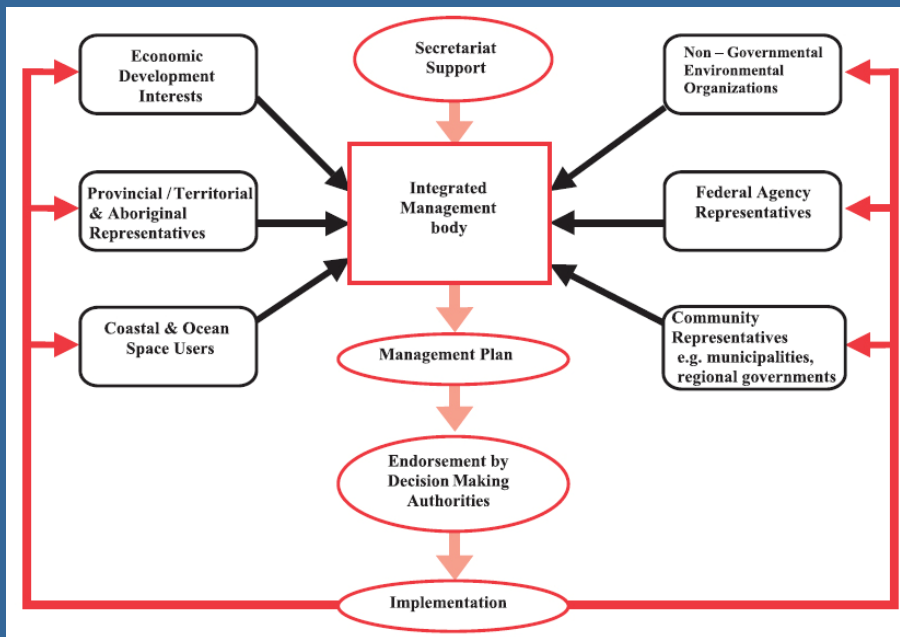 Economic
Development
Interests
Secretariat
Support
Non – Governmental
Environmental
Organizations
Provincial / Territorial
& Aboriginal
Representatives
Integrated
Management
body
Federal Agency
Representatives
Coastal & Ocean
Space Users
Community
Representatives
e.g. municipalities,
regional governments
Management Plan
Endorsement by
Decision Making
Authorities
Implementation